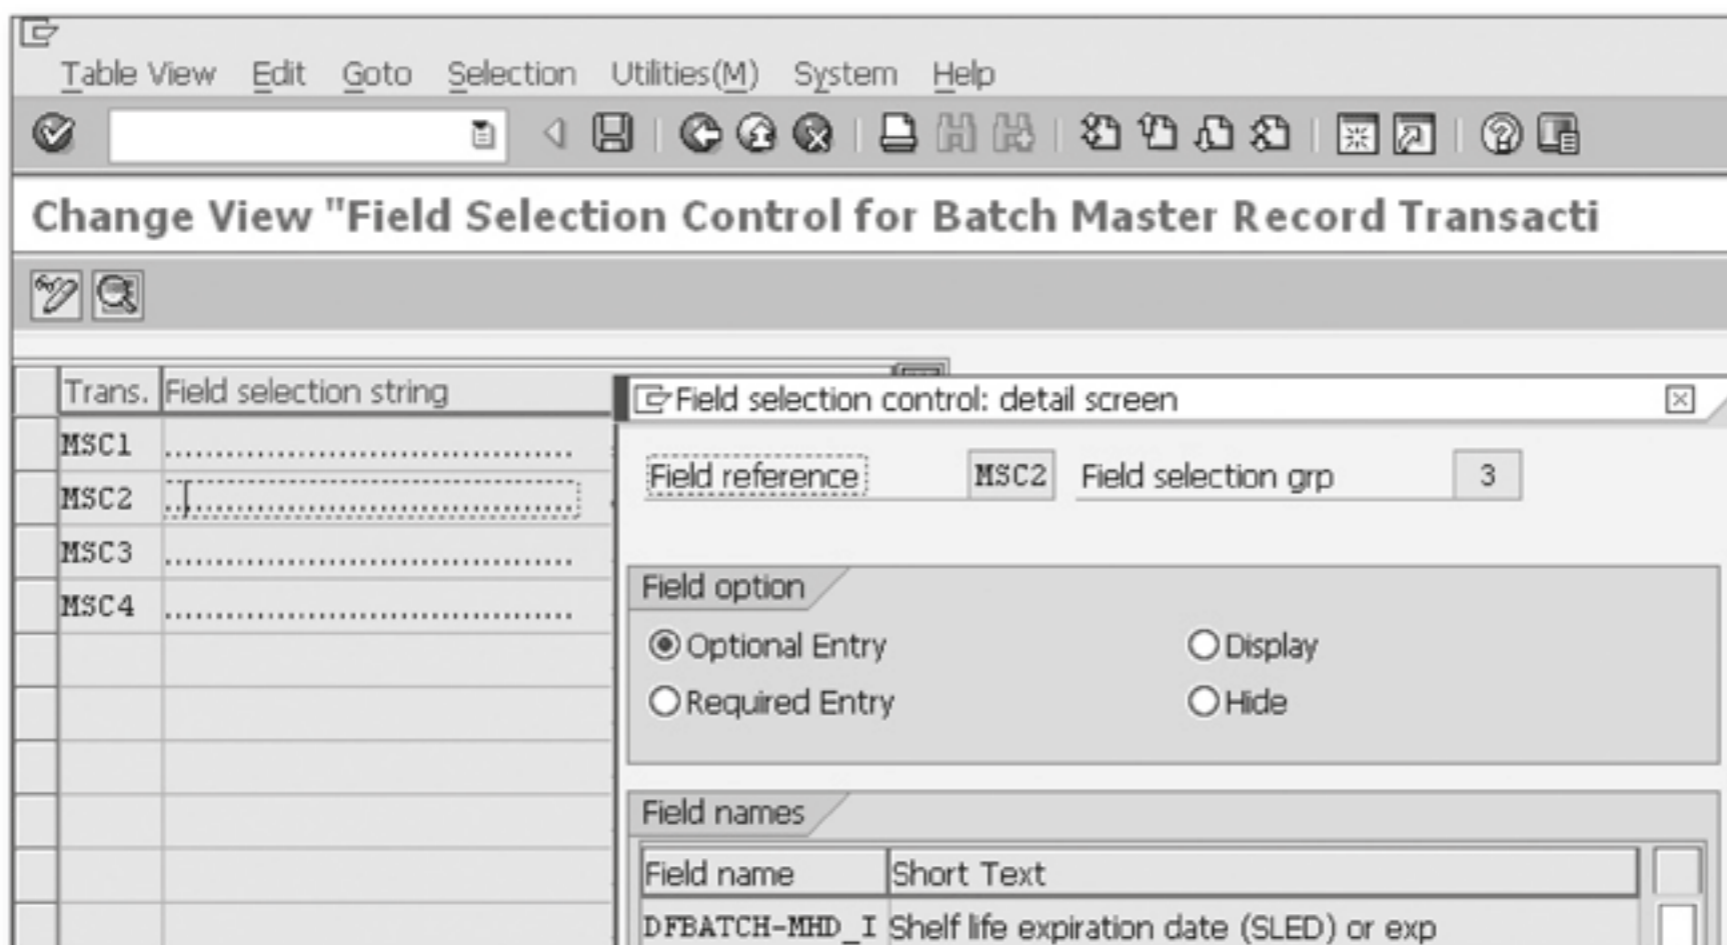 Table View Edit Goto Selection Utilities(M) System Help
Change View "Field Selection Control for Batch Master Record Transacti
Trans. Field selection string
MSC1 ......................................
MSC2 ......................................
MSC3 ......................................
MSC4 ......................................
Field selection control: detail screen
Field reference MSC2 Field selection grp 3
Field option
Optional Entry Display
Required Entry Hide
Field names
Field name Short Text
DFBATCH-MHD_I Shelf life expiration date (SLED) or exp